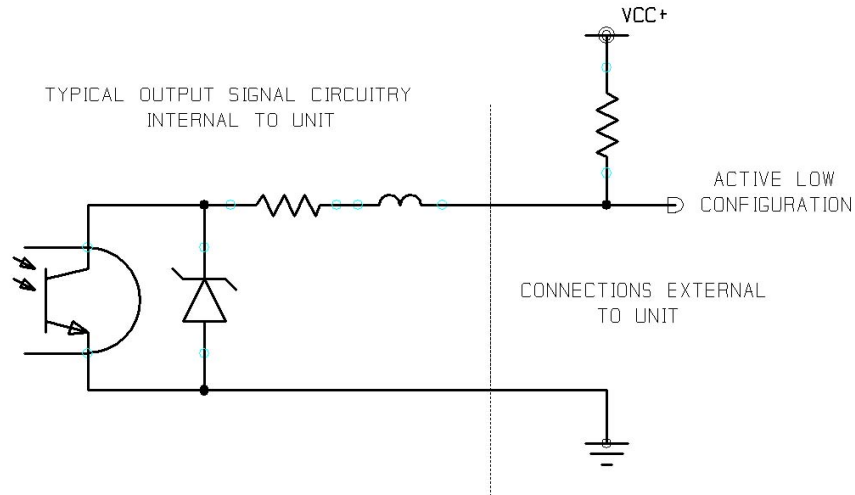 VCC+
TYPICAL OUTPUT SIGNAL CIRCUITRY
INTERNAL TO UNIT
ACTIVE LOW
CONFIGURATION
CONNECTIONS EXTERNAL
TO UNIT